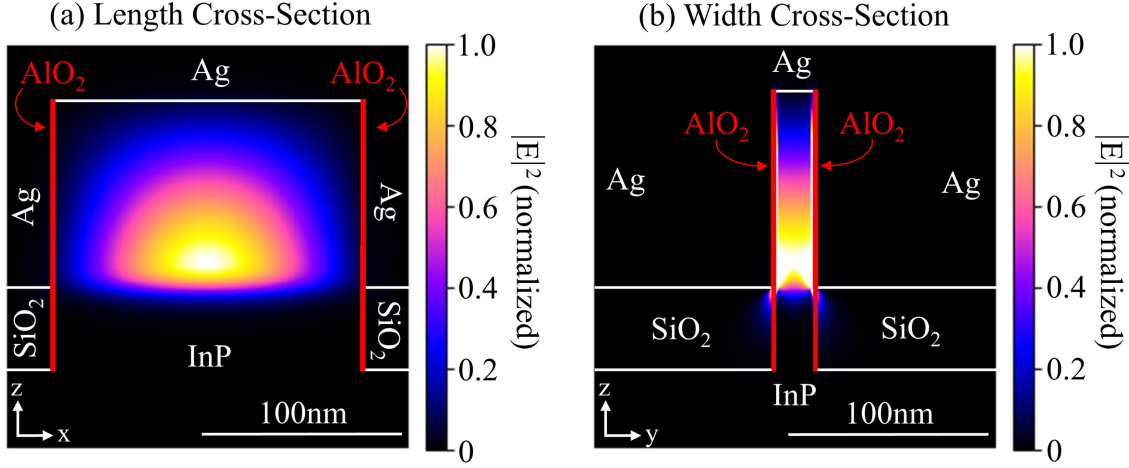 (a) Length Cross-Section
Ag
AlO₂
AlO₂
Ag
Ag
SiO₂
SiO₂
InP
z
x
100nm
1.0
0.8
0.6
0.4
0.2
0
|E|² (normalized)
(b) Width Cross-Section
Ag
AlO₂
AlO₂
Ag
Ag
SiO₂
SiO₂
InP
z
y
100nm
1.0
0.8
0.6
0.4
0.2
0
|E|² (normalized)